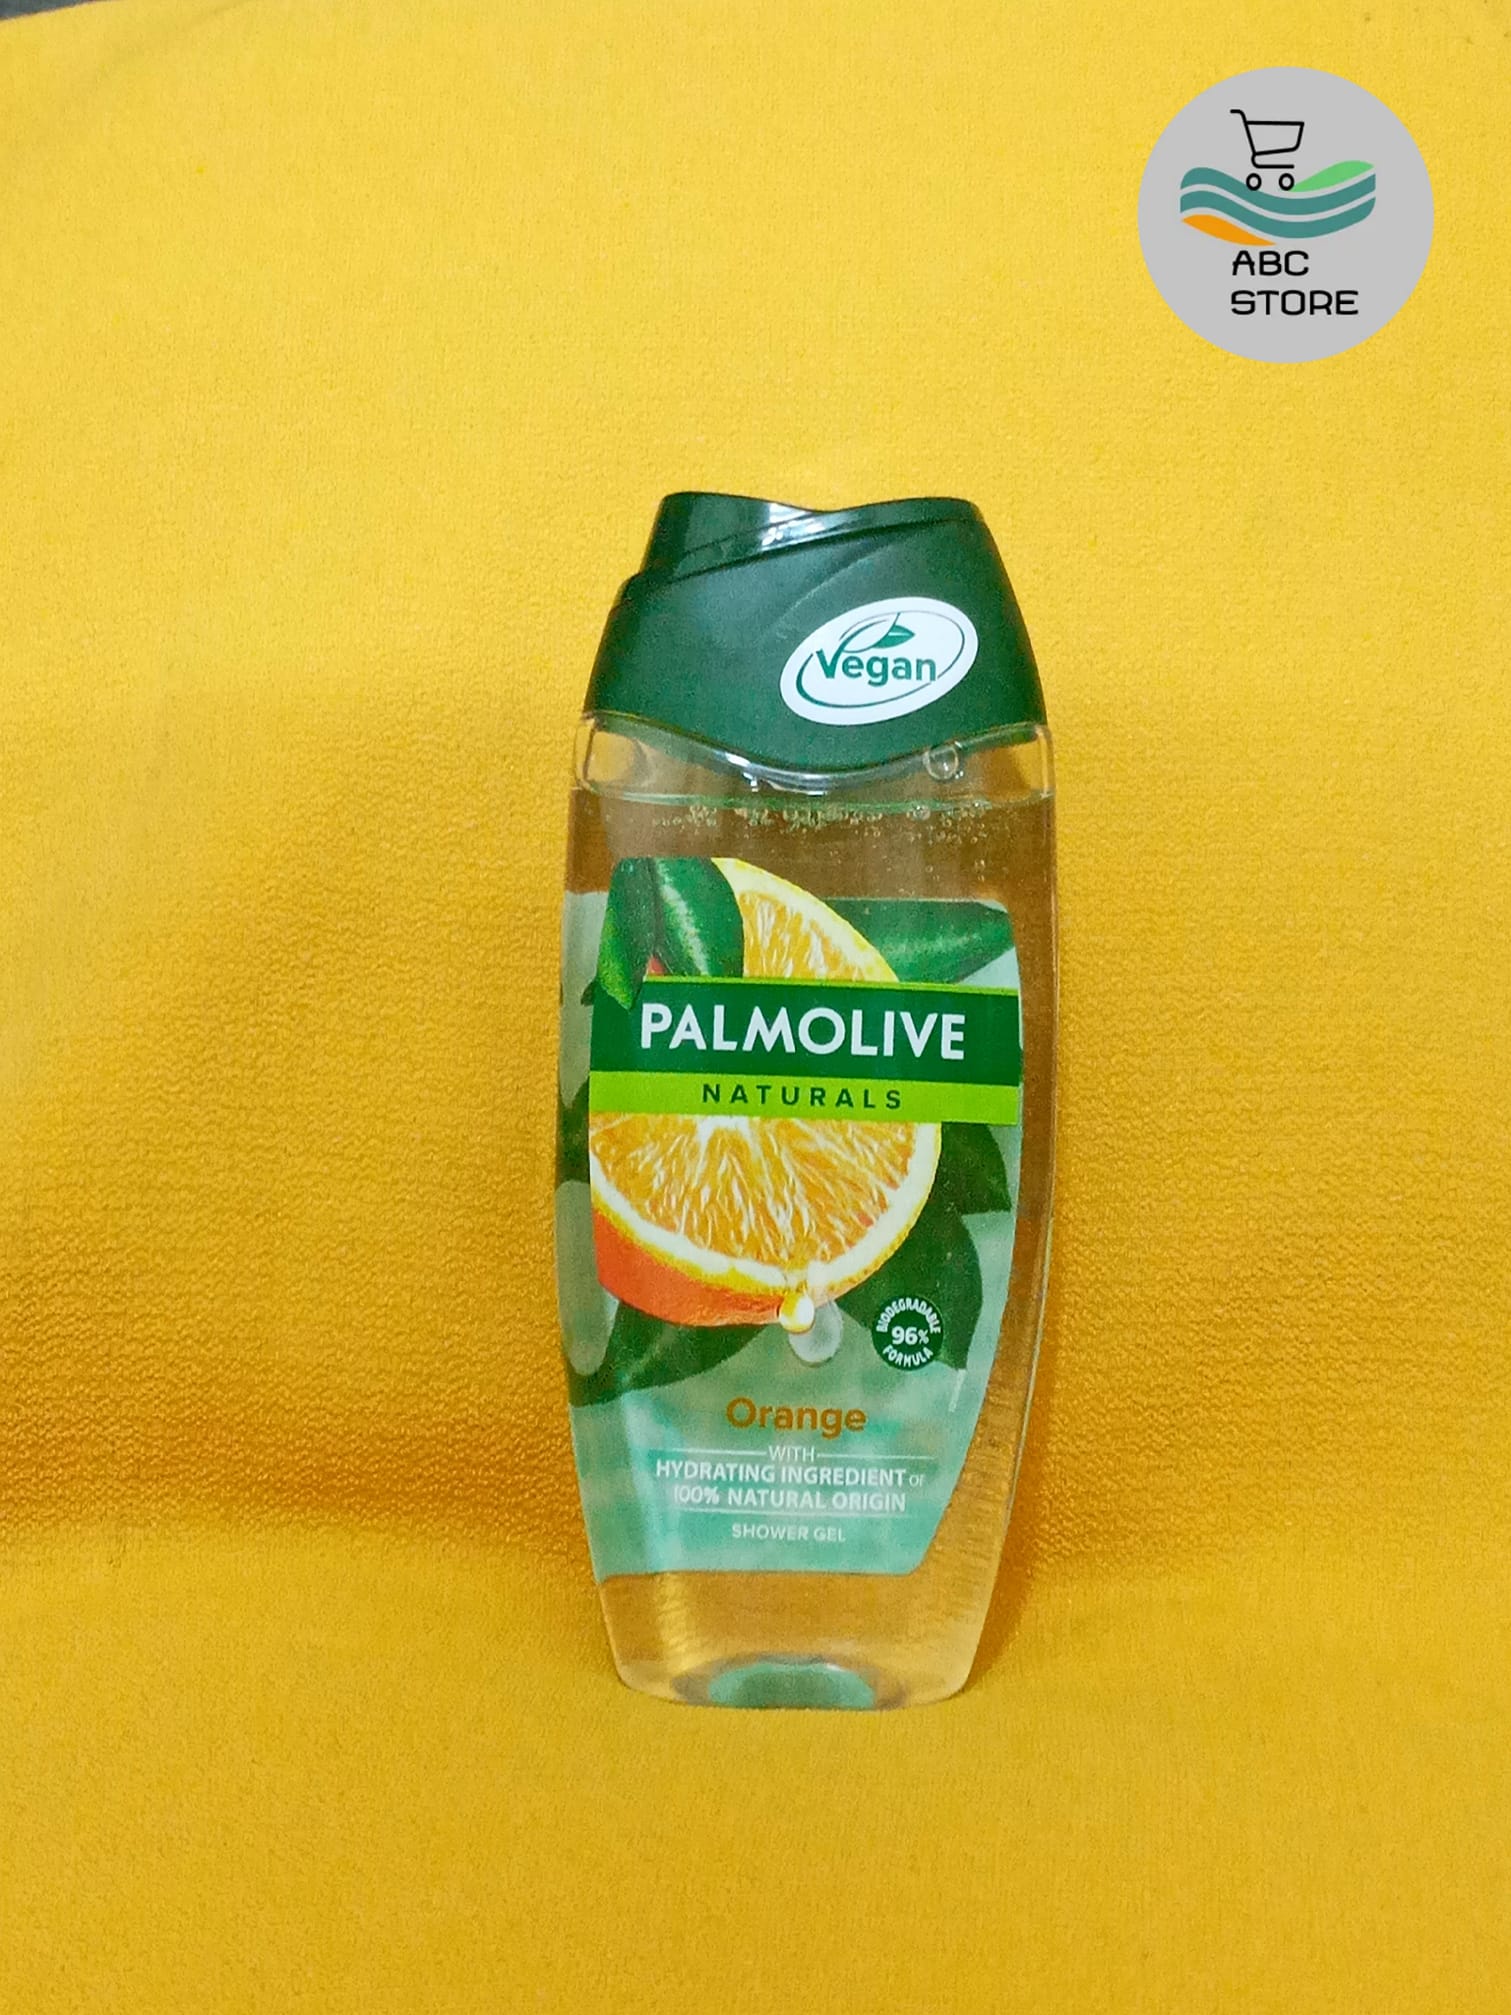 ABC
STORE
Vegan
PALMOLIVE
NATURALS
BIODEGRADABLE
96%
FORMULA
Orange
WITH
HYDRATING INGREDIENT OF
100% NATURAL ORIGIN
SHOWER GEL